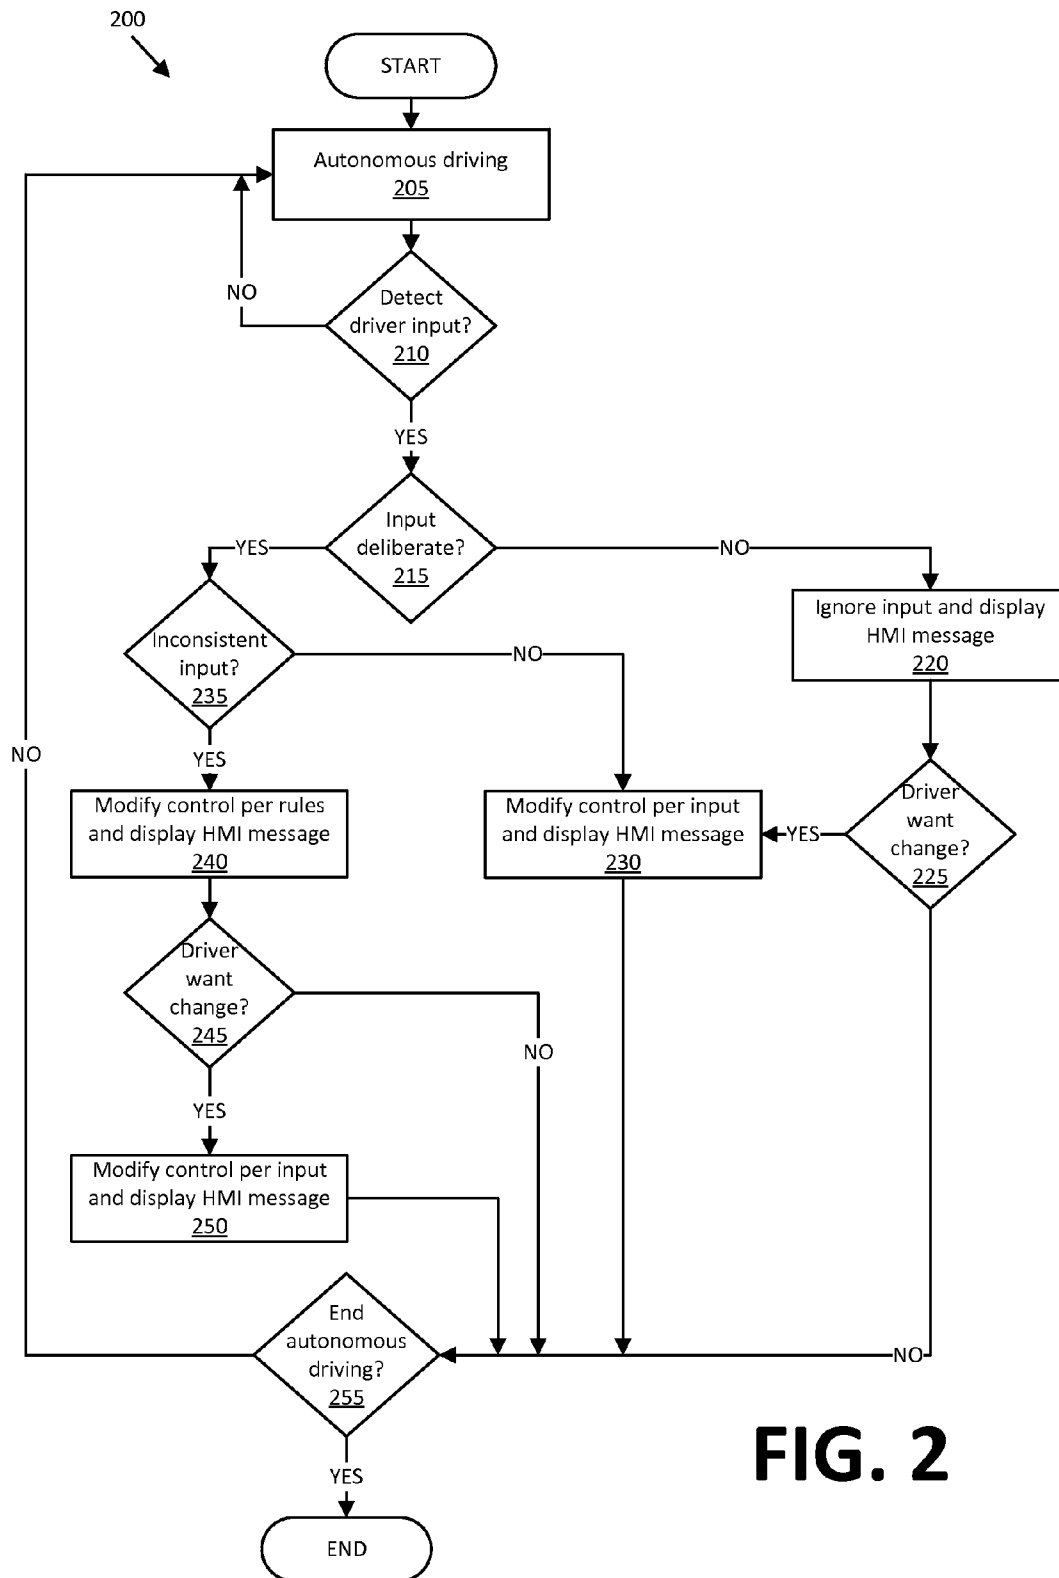 200
START
Autonomous driving
205
NO
Detect
driver input?
210
YES
Input
deliberate?
215
YES
NO
Ignore input and display
HMI message
220
Inconsistent
input?
235
NO
NO
YES
Modify control per rules
and display HMI message
240
Modify control per input
and display HMI message
230
YES
Driver
want
change?
225
Driver
want
change?
245
NO
YES
Modify control per input
and display HMI message
250
End
autonomous
driving?
255
NO
YES
END
FIG. 2